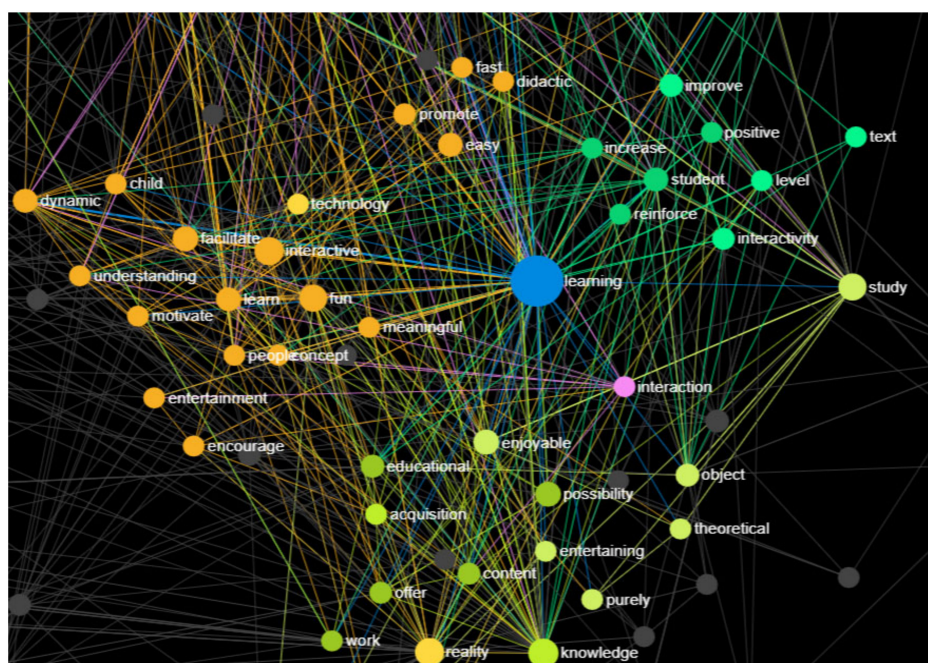 fast
didactic
improve
promote
positive
text
easy
increase
child
student
level
dynamic
technology
reinforce
facilitate
interactive
interactivity
understanding
learning
study
learn
fun
motivate
meaningful
people
concept
interaction
entertainment
encourage
enjoyable
educational
object
possibility
acquisition
theoretical
entertaining
content
offer
purely
work
reality
knowledge